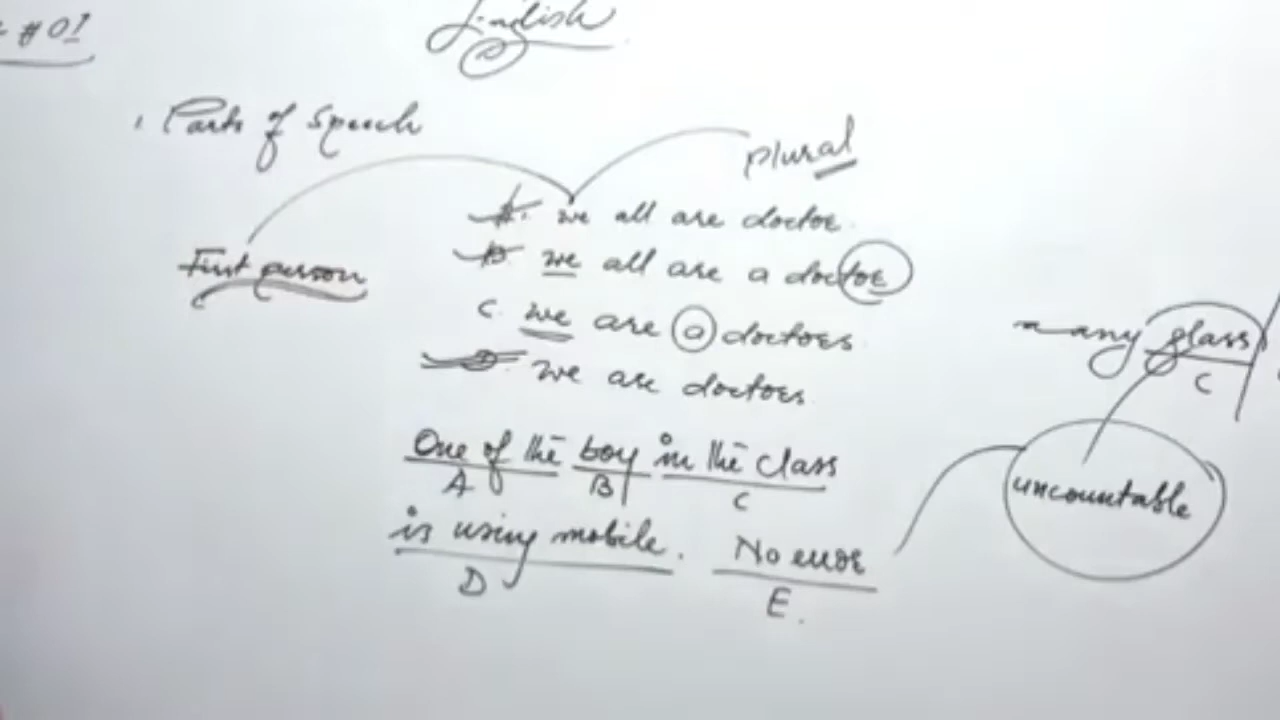 # 01
English
1 Parts of Speech
plural
First person
A. we all are doctor.
B. we all are a doctor
C. we are a doctors.
D. we are doctors.
many glass
C
uncountable
One of the boy in the class
A B C
is using mobile. No error
D E.